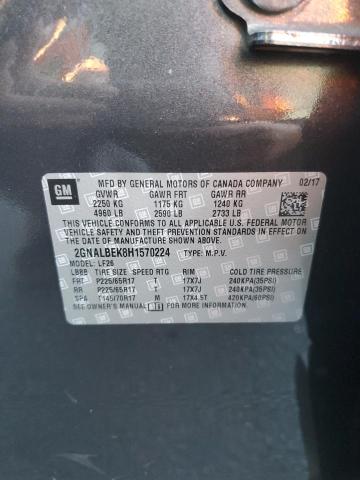 GM
MFD BY GENERAL MOTORS OF CANADA COMPANY 02/17
GVWR GAWR FRT GAWR RR
2250 KG 1175 KG 1240 KG
4960 LB 2590 LB 2733 LB
THIS VEHICLE CONFORMS TO ALL APPLICABLE U.S. FEDERAL MOTOR
VEHICLE SAFETY AND THEFT PREVENTION STANDARDS IN EFFECT ON
THE DATE OF MANUFACTURE SHOWN ABOVE.
2GNALBEK8H1570224 TYPE: M.P.V.
MODEL: LF26
TIRE SIZE SPEED RTG RIM COLD TIRE PRESSURE
FRT P225/65R17 T 17X7J 240KPA(35PSI)
RR P225/65R17 T 17X7J 240KPA(35PSI)
SPA T145/70R17 M 17X4.5T 420KPA(60PSI)
SEE OWNER'S MANUAL FOR MORE INFORMATION.